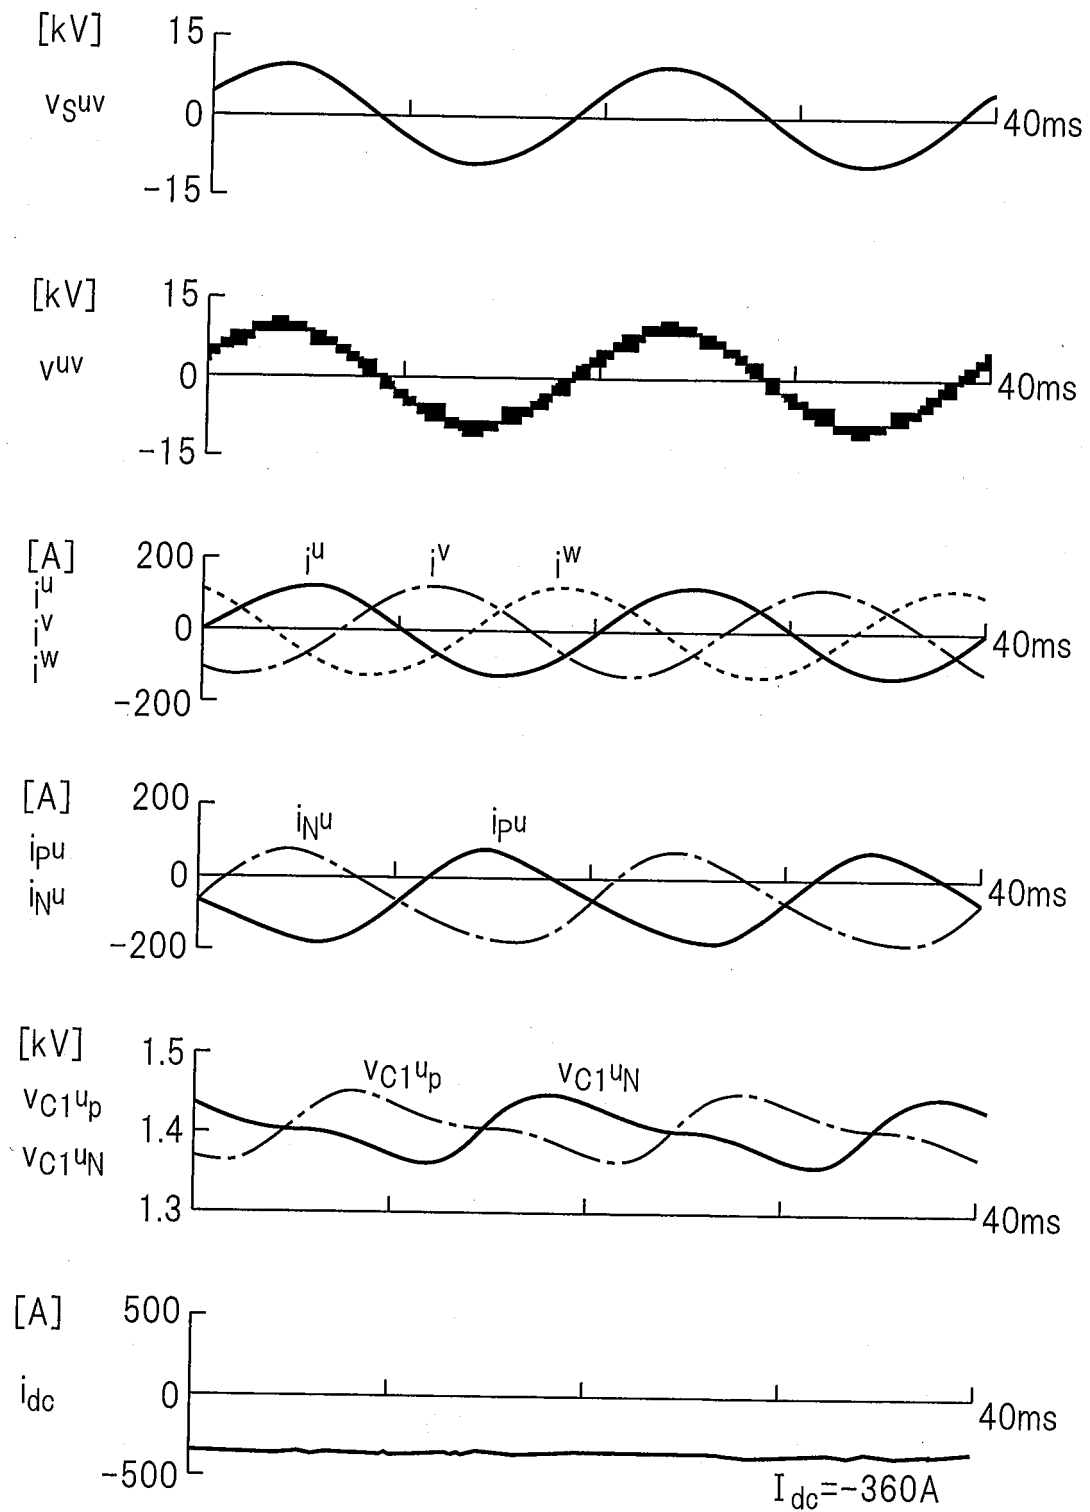 [kV]
15
vSuv
0
40ms
-15
[kV]
15
vuv
0
40ms
-15
[A]
200
iu
iv
iw
iu
iv
iw
0
40ms
-200
[A]
200
iNu
iPu
iPu
iNu
0
40ms
-200
[kV]
1.5
vC1up
vC1uN
vC1up
vC1uN
1.4
1.3
40ms
[A]
500
idc
0
40ms
-500
Idc=-360A